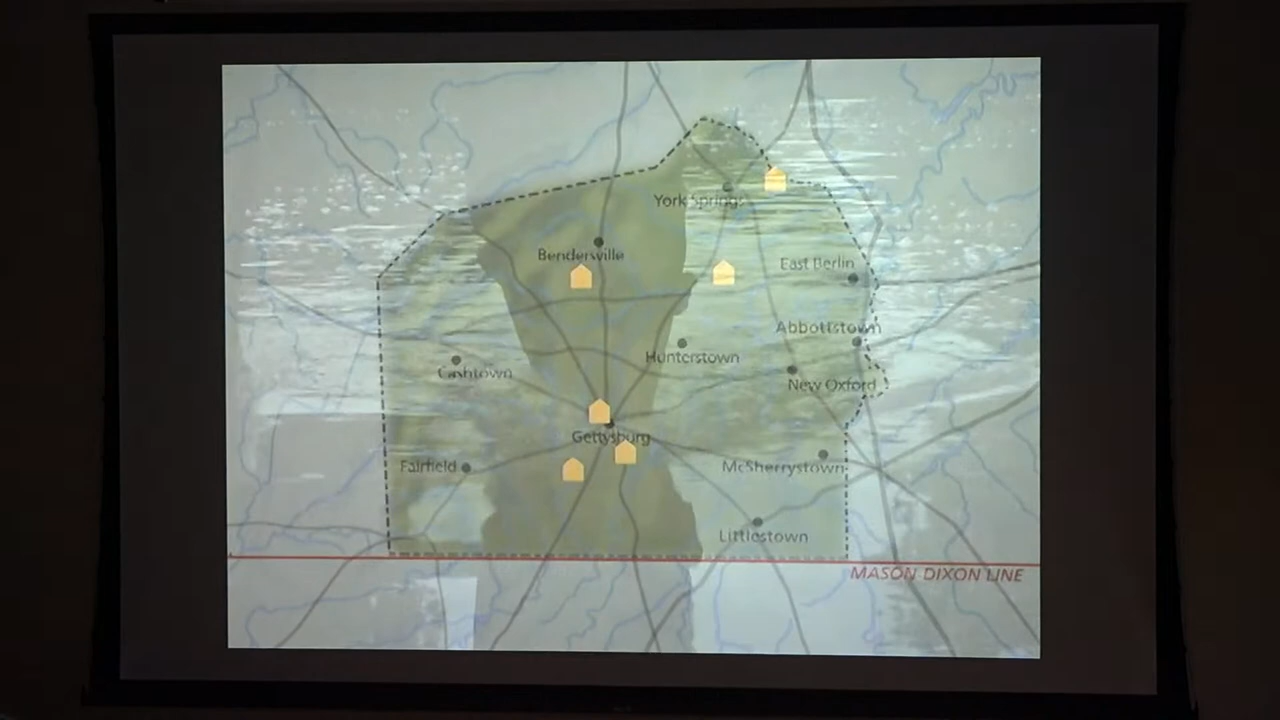 York Springs
Bendersville
East Berlin
Abbottstown
Hunterstown
Cashtown
New Oxford
Gettysburg
Fairfield
McSherrystown
Littlestown
MASON DIXON LINE